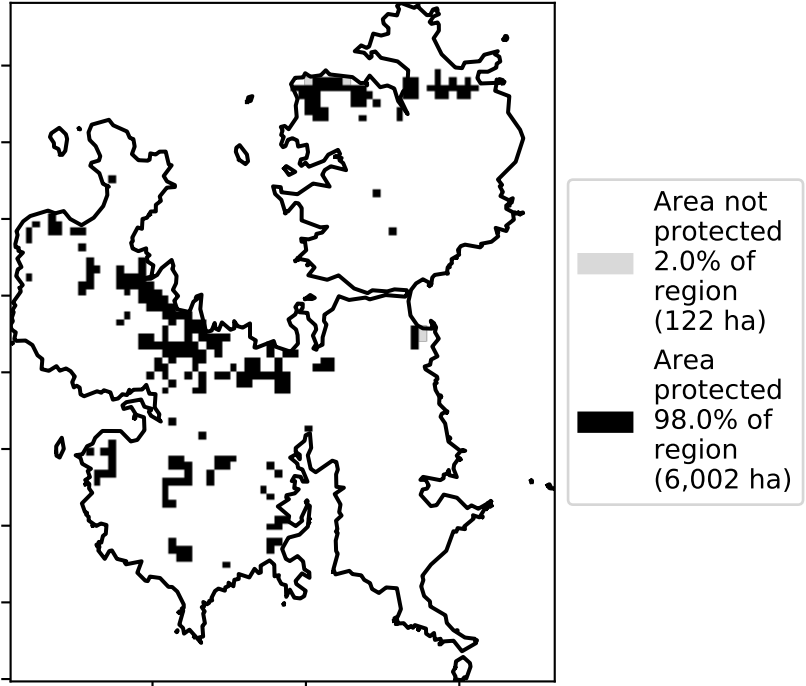 Area not
protected
2.0% of
region
(122 ha)
Area
protected
98.0% of
region
(6,002 ha)